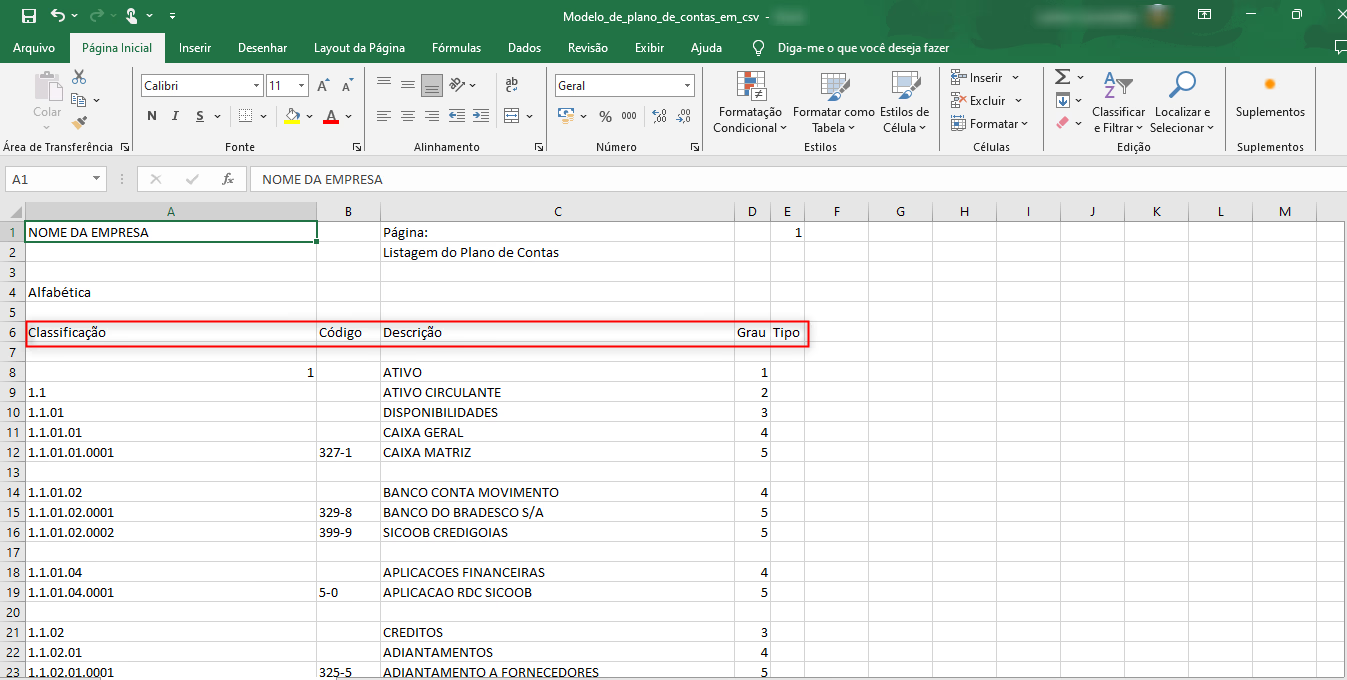 Modelo_de_plano_de_contas_em_csv -
Arquivo Página Inicial Inserir Desenhar Layout da Página Fórmulas Dados Revisão Exibir Ajuda Diga-me o que você deseja fazer
Colar
Área de Transferência
Calibri 11
N I S
A A
A
Fonte
ab
Alinhamento
Geral
% 000
Número
Formatação Condicional
Formatar como Tabela
Estilos de Célula
Estilos
Inserir
Excluir
Formatar
Células
Classificar e Filtrar
Localizar e Selecionar
Edição
Suplementos
Suplementos
A1 fx NOME DA EMPRESA
A B C D E F G H I J K L M
1 NOME DA EMPRESA Página: 1
2 Listagem do Plano de Contas
3
4 Alfabética
5
6 Classificação Código Descrição Grau Tipo
7
8 1 ATIVO 1
9 1.1 ATIVO CIRCULANTE 2
10 1.1.01 DISPONIBILIDADES 3
11 1.1.01.01 CAIXA GERAL 4
12 1.1.01.01.0001 327-1 CAIXA MATRIZ 5
13
14 1.1.01.02 BANCO CONTA MOVIMENTO 4
15 1.1.01.02.0001 329-8 BANCO DO BRADESCO S/A 5
16 1.1.01.02.0002 399-9 SICOOB CREDIGOIAS 5
17
18 1.1.01.04 APLICACOES FINANCEIRAS 4
19 1.1.01.04.0001 5-0 APLICACAO RDC SICOOB 5
20
21 1.1.02 CREDITOS 3
22 1.1.02.01 ADIANTAMENTOS 4
23 1.1.02.01.0001 325-5 ADIANTAMENTO A FORNECEDORES 5